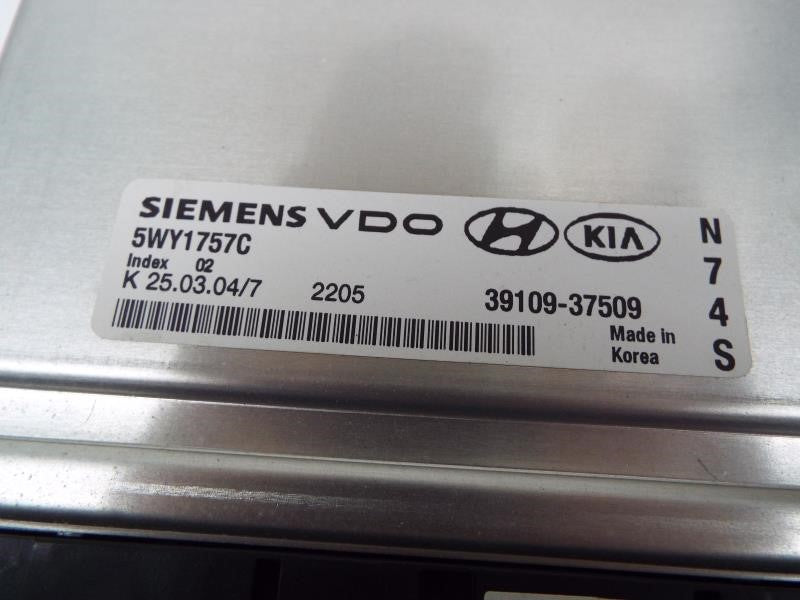 SIEMENS VDO KIA
5WY1757C
Index 02
K 25.03.04/7 2205 39109-37509
Made in
Korea
N
7
4
S